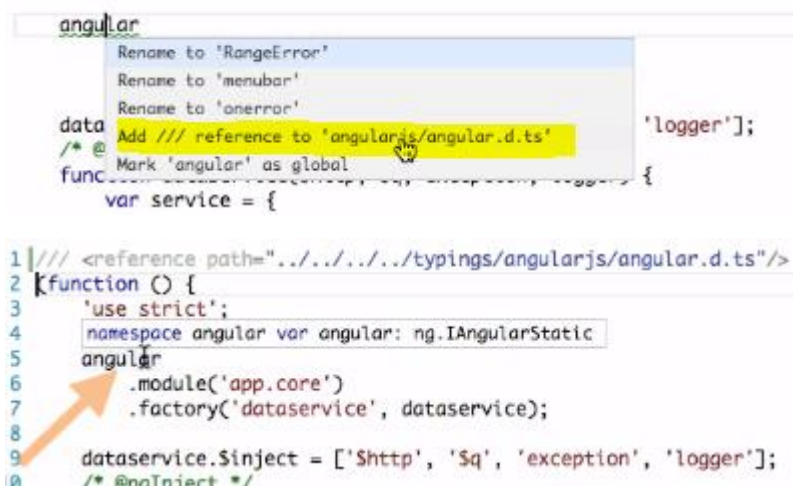 angular
Rename to 'RangeError'
Rename to 'menubar'
Rename to 'onerror'
data
Add /// reference to 'angularjs/angular.d.ts'
'logger'];
/* @
Mark 'angular' as global
func
{
var service = {
1 /// <reference path="../../../../typings/angularjs/angular.d.ts"/>
2 (function () {
3 'use strict';
4 namespace angular var angular: ng.IAngularStatic
5 angular
6 .module('app.core')
7 .factory('dataservice', dataservice);
8
9 dataservice.$inject = ['$http', '$q', 'exception', 'logger'];
0 /* @ngInject */